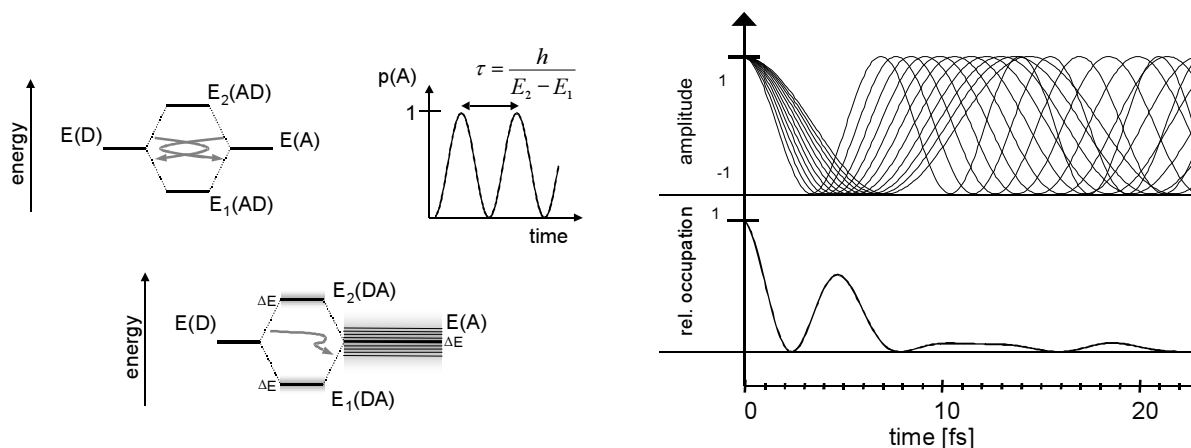 energy
E(D)
E₂(AD)
E(A)
E₁(AD)
p(A)
1
τ = h / (E₂ − E₁)
time
energy
E(D)
ΔE
E₂(DA)
E(A)
ΔE
ΔE
E₁(DA)
amplitude
1
-1
rel. occupation
1
0
10
20
time [fs]